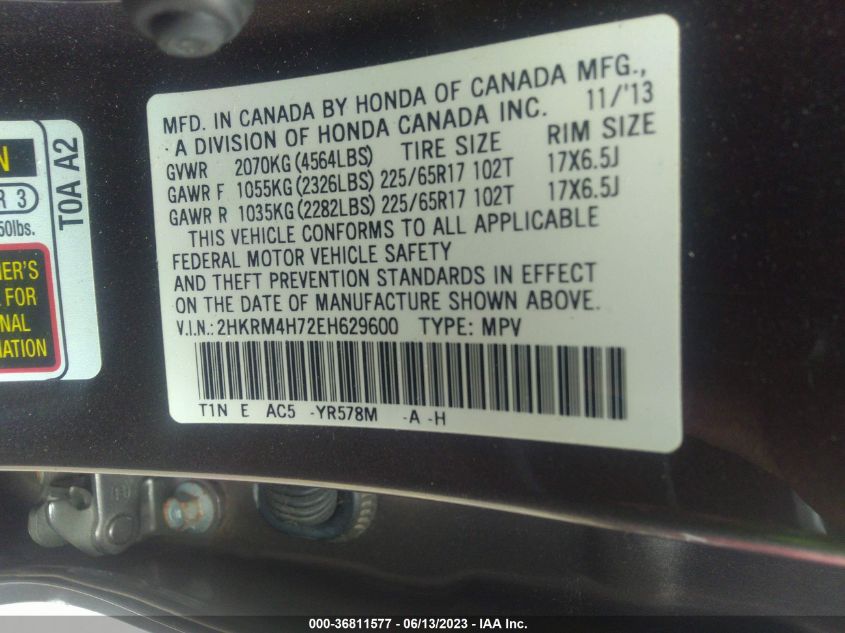 MFD. IN CANADA BY HONDA OF CANADA MFG.,
A DIVISION OF HONDA CANADA INC. 11/'13
GVWR 2070KG (4564LBS) TIRE SIZE RIM SIZE
GAWR F 1055KG (2326LBS) 225/65R17 102T 17X6.5J
GAWR R 1035KG (2282LBS) 225/65R17 102T 17X6.5J
THIS VEHICLE CONFORMS TO ALL APPLICABLE
FEDERAL MOTOR VEHICLE SAFETY
AND THEFT PREVENTION STANDARDS IN EFFECT
ON THE DATE OF MANUFACTURE SHOWN ABOVE.
V.I.N.: 2HKRM4H72EH629600 TYPE: MPV
T1N E AC5 -YR578M -A -H
N
R 3
50lbs.
T0A A2
ER'S
FOR
NAL
ATION
000-36811577 - 06/13/2023 - IAA Inc.